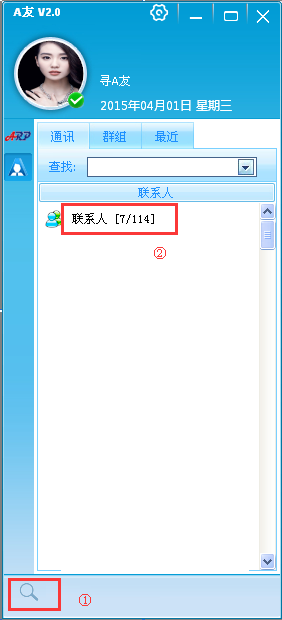 A友 V2.0
寻A友
2015年04月01日 星期三
ARP
通讯 群组 最近
查找:
联系人
联系人 [7/114]
②
①